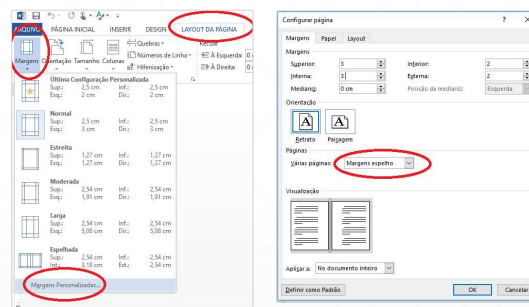 ARQUIVO PÁGINA INICIAL INSERIR DESIGN LAYOUT DA PÁGINA
Margens Orientação Tamanho Colunas
Quebras
Números de Linha
Hifenização
Recuar
À Esquerda: 0
À Direita: 0
Última Configuração Personalizada
Sup.: 2,5 cm Inf.: 2,5 cm
Esq.: 2 cm Dir.: 2 cm
Normal
Sup.: 2,5 cm Inf.: 2,5 cm
Esq.: 3 cm Dir.: 3 cm
Estreita
Sup.: 1,27 cm Inf.: 1,27 cm
Esq.: 1,27 cm Dir.: 1,27 cm
Moderada
Sup.: 2,54 cm Inf.: 2,54 cm
Esq.: 1,91 cm Dir.: 1,91 cm
Larga
Sup.: 2,54 cm Inf.: 2,54 cm
Esq.: 5,08 cm Dir.: 5,08 cm
Espelhada
Sup.: 2,54 cm Inf.: 2,54 cm
Int.: 3,18 cm Ext.: 2,54 cm
Margens Personalizadas...
Configurar página ?
Margens Papel Layout
Margens
Superior: 3 Inferior: 2
Interna: 3 Externa: 2
Medianiz: 0 cm Posição da medianiz: Esquerda
Orientação
Retrato Paisagem
Páginas
Várias páginas: Margens espelho
Visualização
Aplicar a: No documento inteiro
Definir como Padrão OK Cancelar